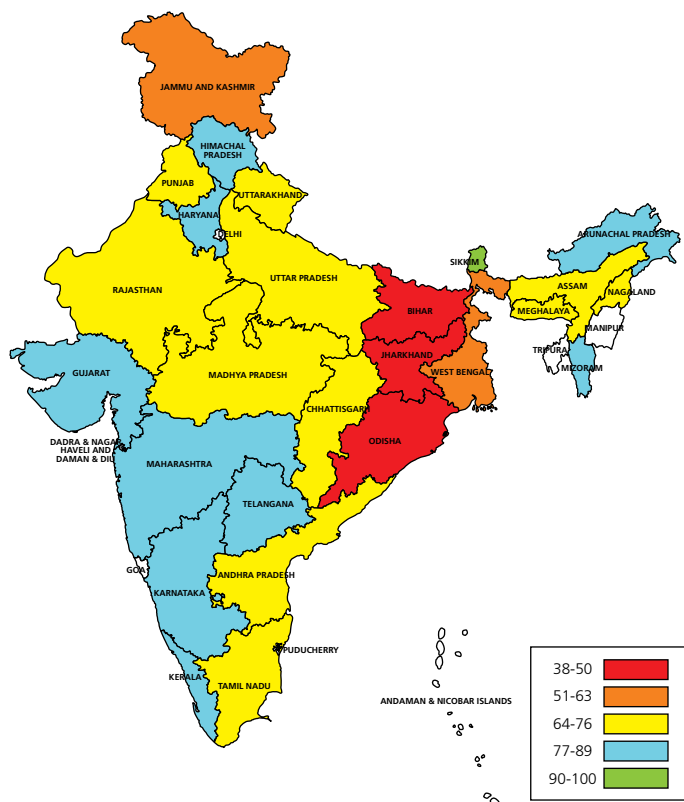 JAMMU AND KASHMIR
HIMACHAL
PRADESH
PUNJAB
UTTARAKHAND
HARYANA
DELHI
ARUNACHAL PRADESH
SIKKIM
RAJASTHAN
UTTAR PRADESH
ASSAM
NAGALAND
BIHAR
MEGHALAYA
MANIPUR
JHARKHAND
TRIPURA
GUJARAT
MADHYA PRADESH
WEST BENGAL
MIZORAM
CHHATTISGARH
DADRA & NAGAR
HAVELI AND
DAMAN & DIU
ODISHA
MAHARASHTRA
TELANGANA
GOA
ANDHRA PRADESH
KARNATAKA
PUDUCHERRY
KERALA
TAMIL NADU
ANDAMAN & NICOBAR ISLANDS
38-50
51-63
64-76
77-89
90-100